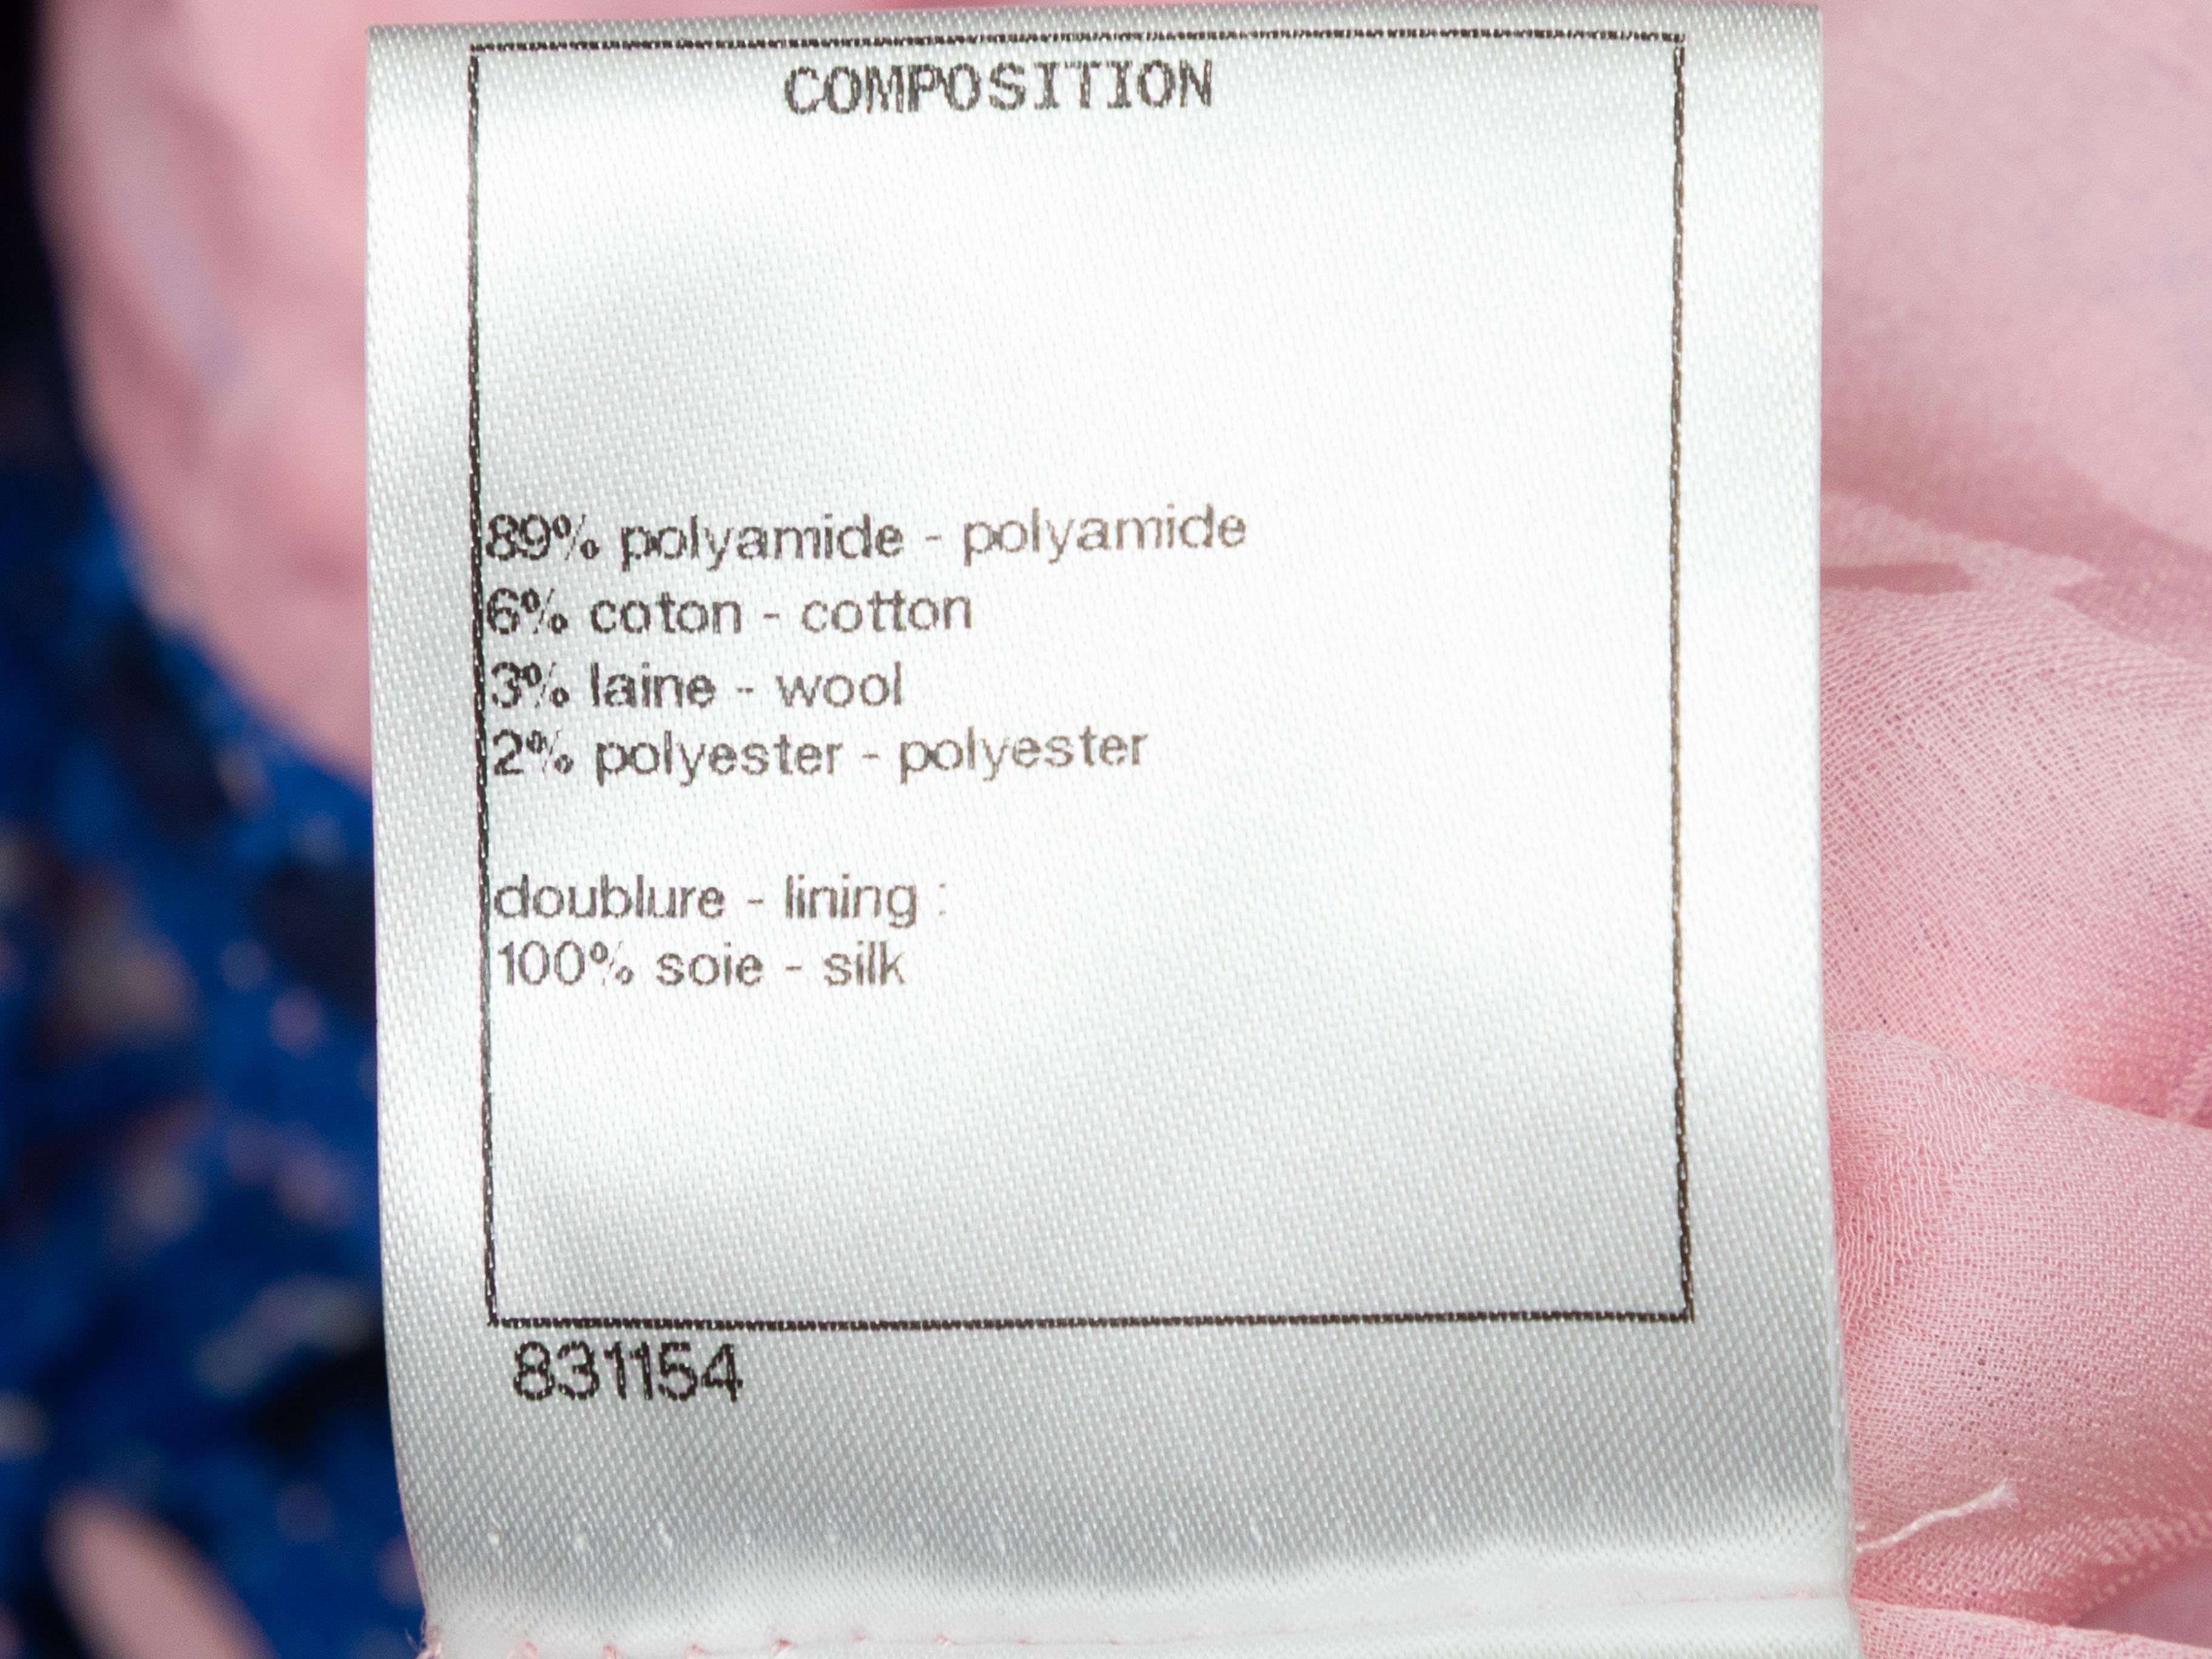 COMPOSITION
89% polyamide - polyamide
6% coton - cotton
3% laine - wool
2% polyester - polyester
doublure - lining :
100% soie - silk
831154